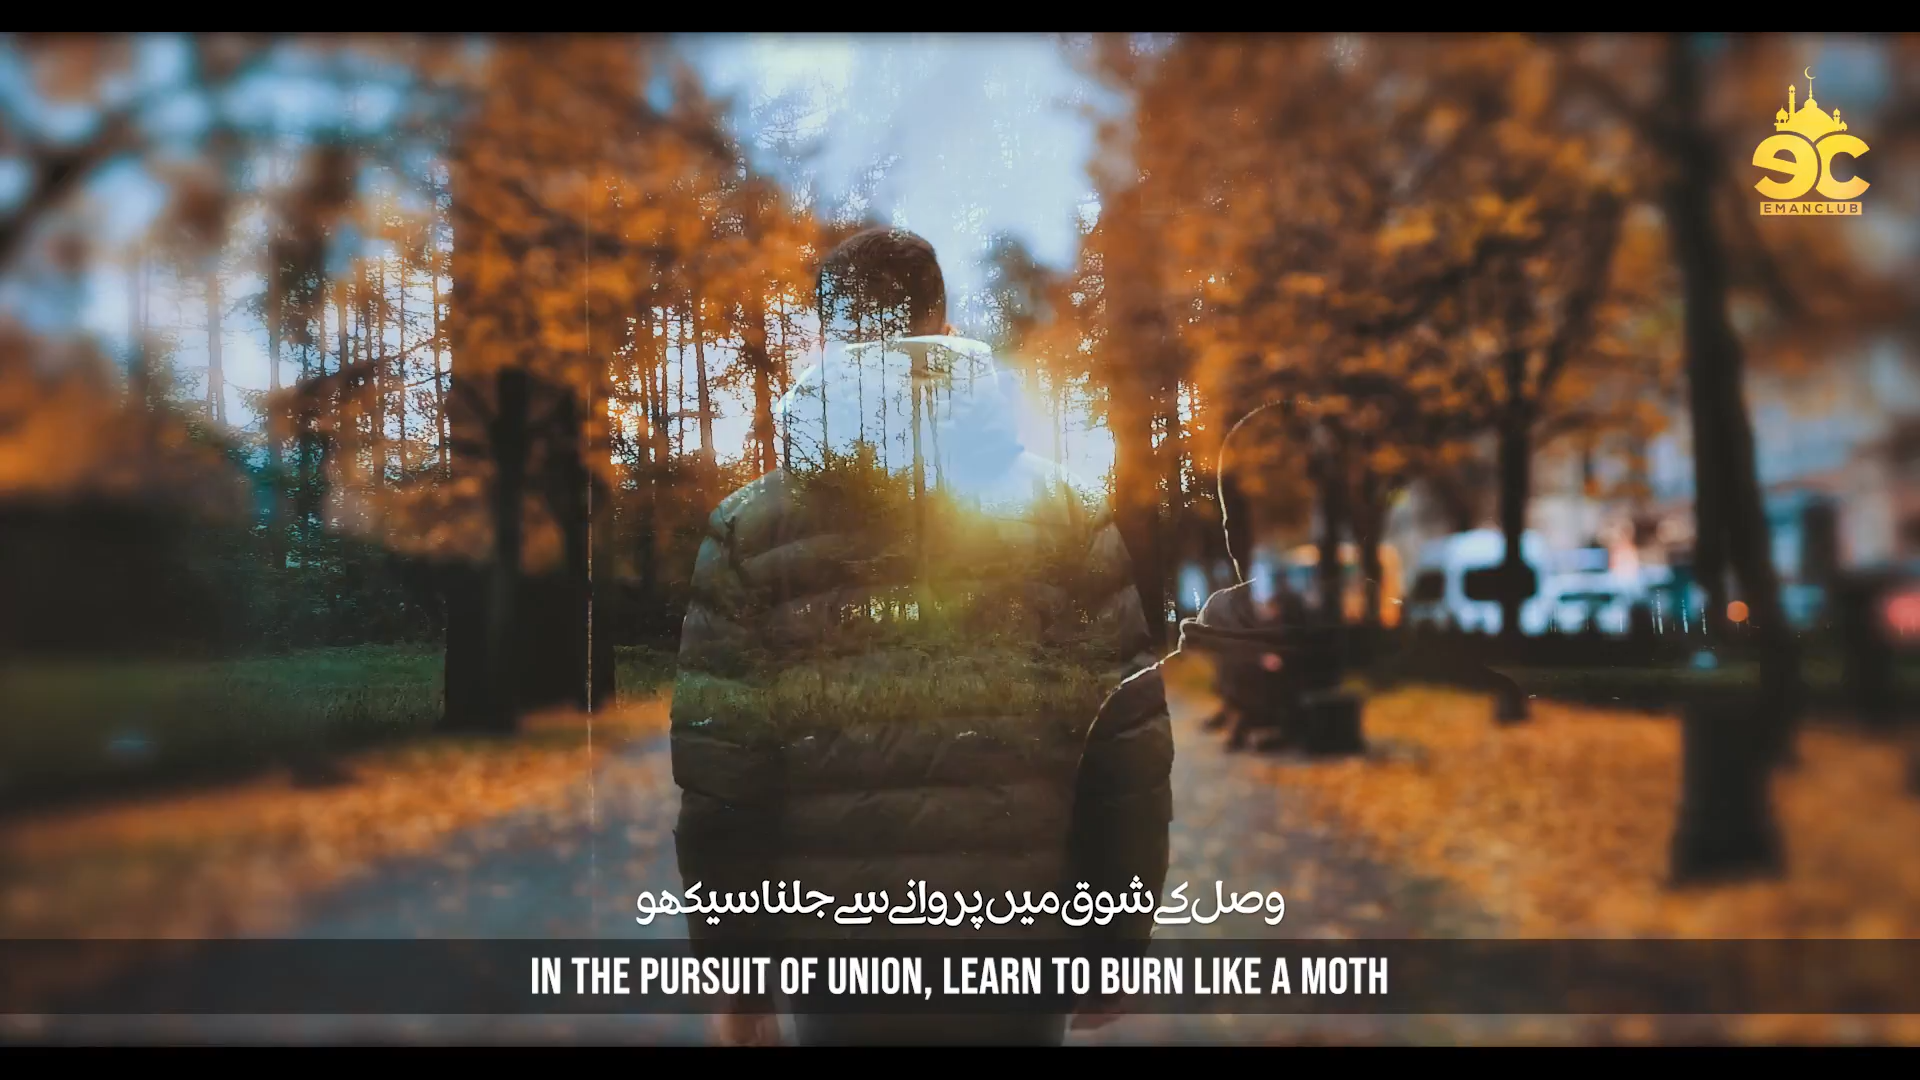 EC
EMANCLUB
وصل کے شوق میں پروانے سے جلنا سیکھو
IN THE PURSUIT OF UNION, LEARN TO BURN LIKE A MOTH